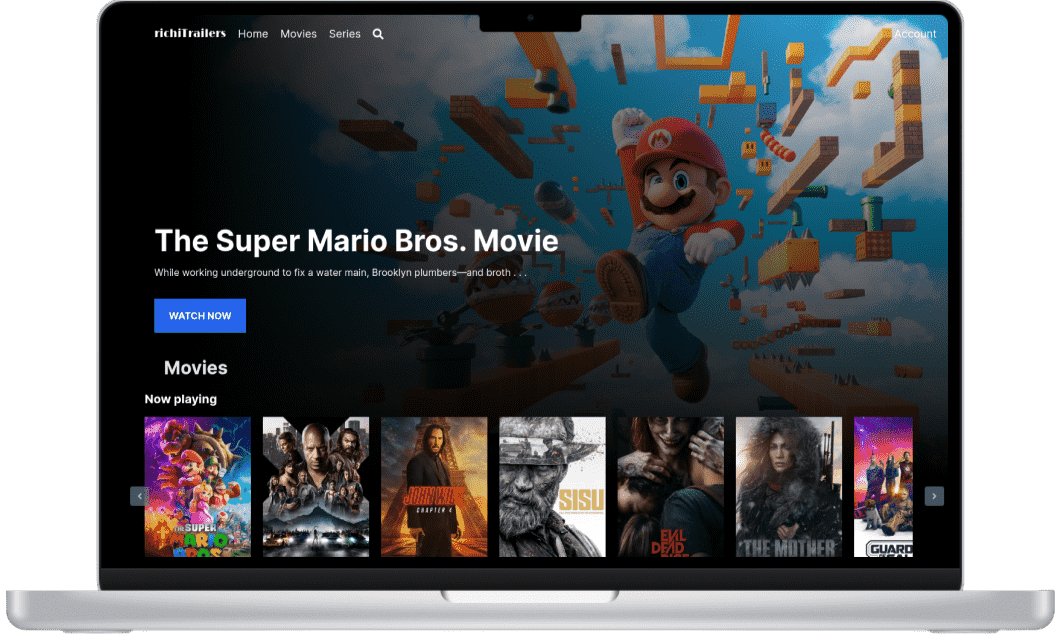 richiTrailers Home Movies Series Account
The Super Mario Bros. Movie
While working underground to fix a water main, Brooklyn plumbers—and broth . . .
WATCH NOW
Movies
Now playing
THE SUPER
MARIO
BROS
JOHN WICK
CHAPTER 4
SISU
EVIL
DEAD
RISE
THE MOTHER
GUARD